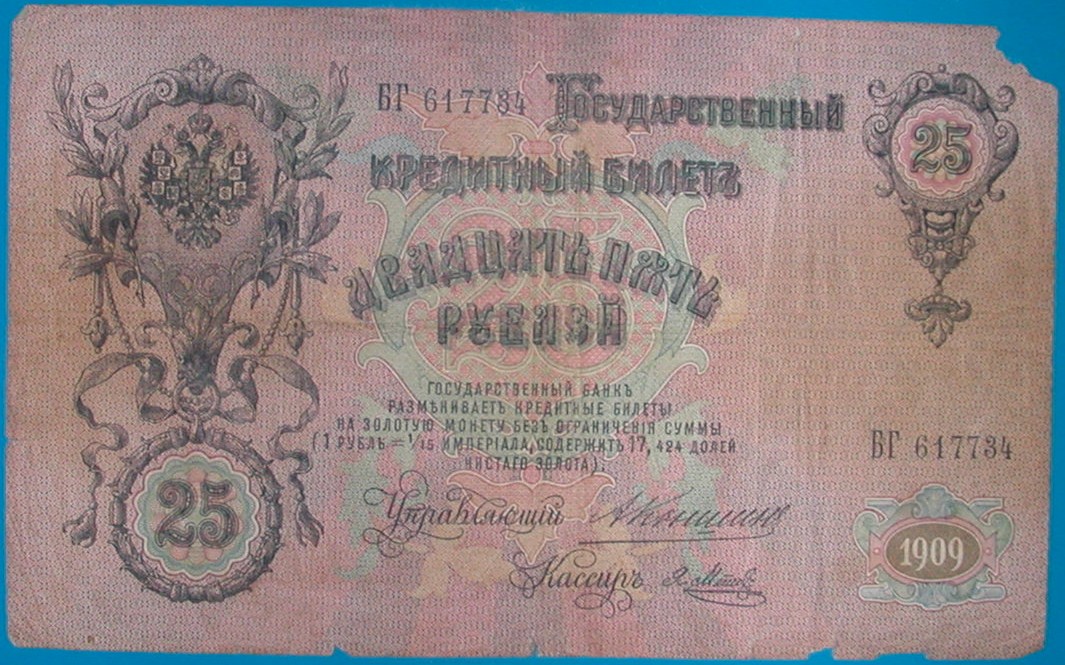 БГ 617734
Государственный
кредитный билетъ
двадцать пять
рублей
25
ГОСУДАРСТВЕННЫЙ БАНКЪ
РАЗМѢНИВАЕТЪ КРЕДИТНЫЕ БИЛЕТЫ
НА ЗОЛОТУЮ МОНЕТУ БЕЗЪ ОГРАНИЧЕНІЯ СУММЫ
(1 РУБЛЬ = 1/15 ИМПЕРІАЛА, СОДЕРЖИТЪ 17,424 ДОЛЕЙ
ЧИСТАГО ЗОЛОТА).
БГ 617734
25
Управляющій АКоншинъ
Кассиръ
1909